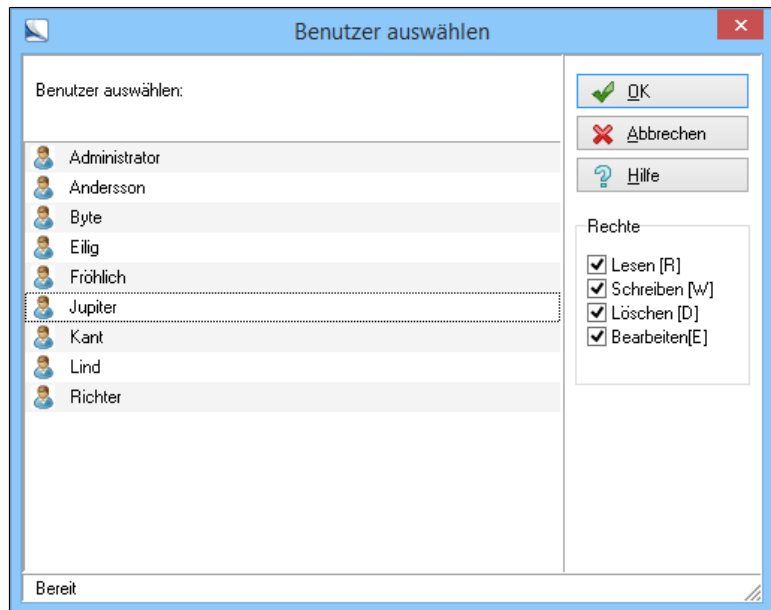 Benutzer auswählen
Benutzer auswählen:
Administrator
Andersson
Byte
Eilig
Fröhlich
Jupiter
Kant
Lind
Richter
OK
Abbrechen
Hilfe
Rechte
Lesen [R]
Schreiben [W]
Löschen [D]
Bearbeiten[E]
Bereit